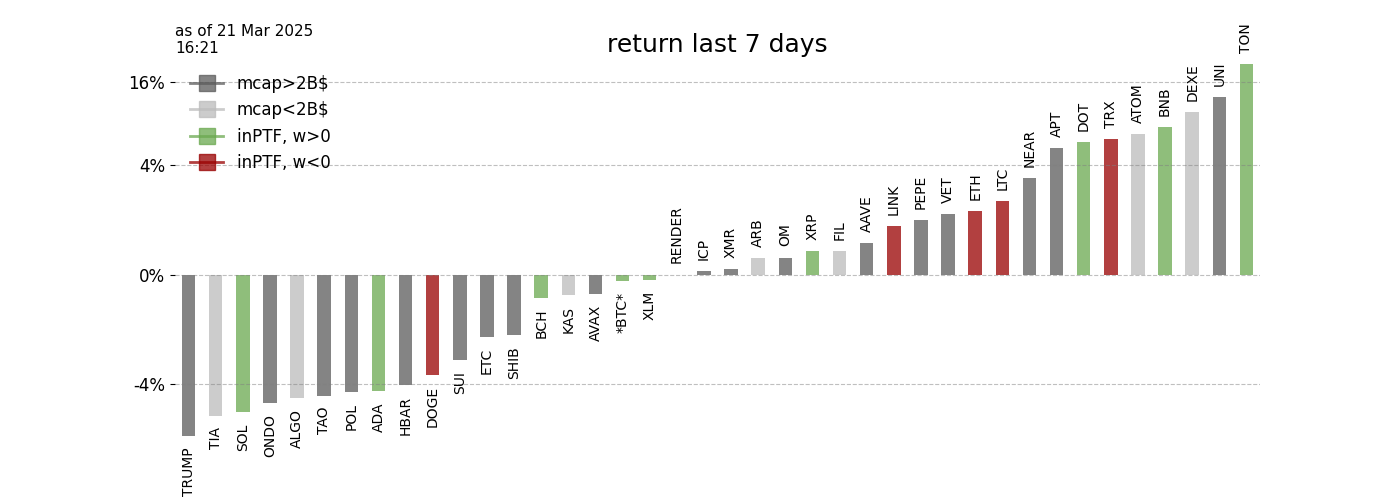 as of 21 Mar 2025
16:21
return last 7 days
16%
4%
0%
-4%
mcap>2B$
mcap<2B$
inPTF, w>0
inPTF, w<0
TRUMP
TIA
SOL
ONDO
ALGO
TAO
POL
ADA
HBAR
DOGE
SUI
ETC
SHIB
BCH
KAS
AVAX
*BTC*
XLM
RENDER
ICP
XMR
ARB
OM
XRP
FIL
AAVE
LINK
PEPE
VET
ETH
LTC
NEAR
APT
DOT
TRX
ATOM
BNB
DEXE
UNI
TON